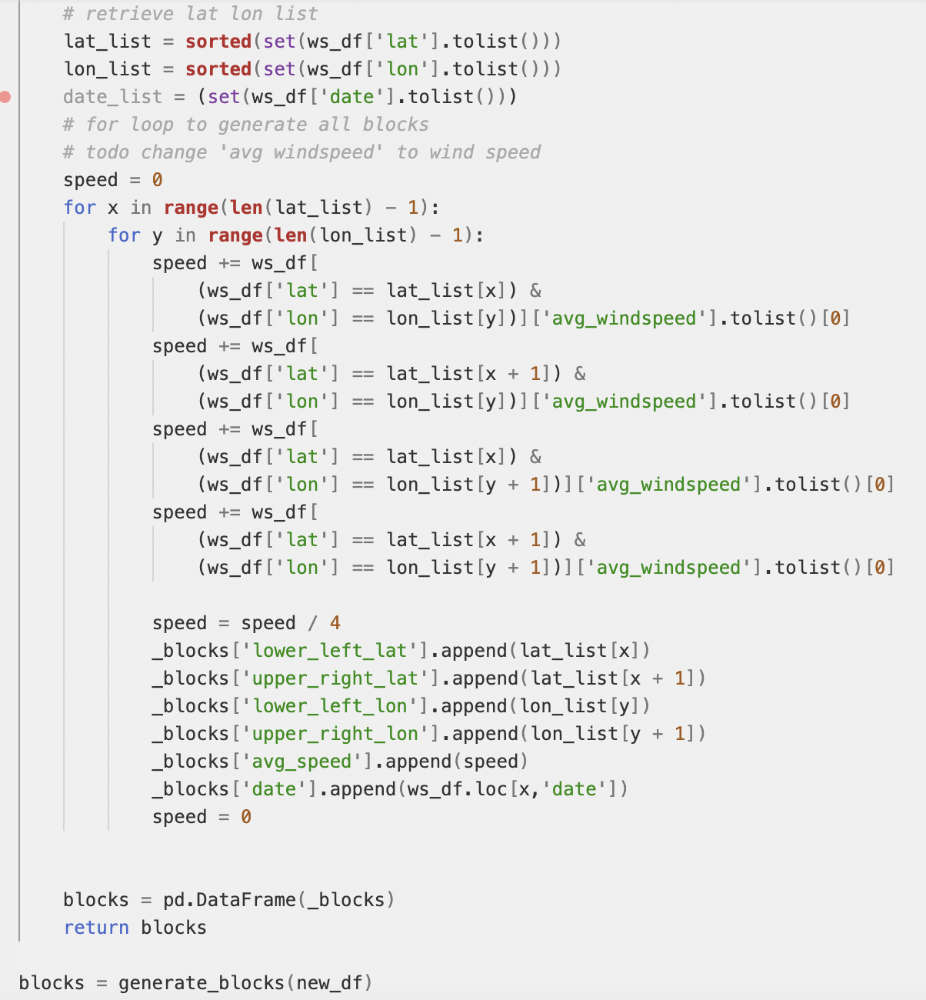 # retrieve lat lon list
lat_list = sorted(set(ws_df['lat'].tolist()))
lon_list = sorted(set(ws_df['lon'].tolist()))
date_list = (set(ws_df['date'].tolist()))
# for loop to generate all blocks
# todo change 'avg windspeed' to wind speed
speed = 0
for x in range(len(lat_list) - 1):
    for y in range(len(lon_list) - 1):
        speed += ws_df[
            (ws_df['lat'] == lat_list[x]) &
            (ws_df['lon'] == lon_list[y])]['avg_windspeed'].tolist()[0]
        speed += ws_df[
            (ws_df['lat'] == lat_list[x + 1]) &
            (ws_df['lon'] == lon_list[y])]['avg_windspeed'].tolist()[0]
        speed += ws_df[
            (ws_df['lat'] == lat_list[x]) &
            (ws_df['lon'] == lon_list[y + 1])]['avg_windspeed'].tolist()[0]
        speed += ws_df[
            (ws_df['lat'] == lat_list[x + 1]) &
            (ws_df['lon'] == lon_list[y + 1])]['avg_windspeed'].tolist()[0]
        speed = speed / 4
        _blocks['lower_left_lat'].append(lat_list[x])
        _blocks['upper_right_lat'].append(lat_list[x + 1])
        _blocks['lower_left_lon'].append(lon_list[y])
        _blocks['upper_right_lon'].append(lon_list[y + 1])
        _blocks['avg_speed'].append(speed)
        _blocks['date'].append(ws_df.loc[x,'date'])
        speed = 0
blocks = pd.DataFrame(_blocks)
return blocks
blocks = generate_blocks(new_df)